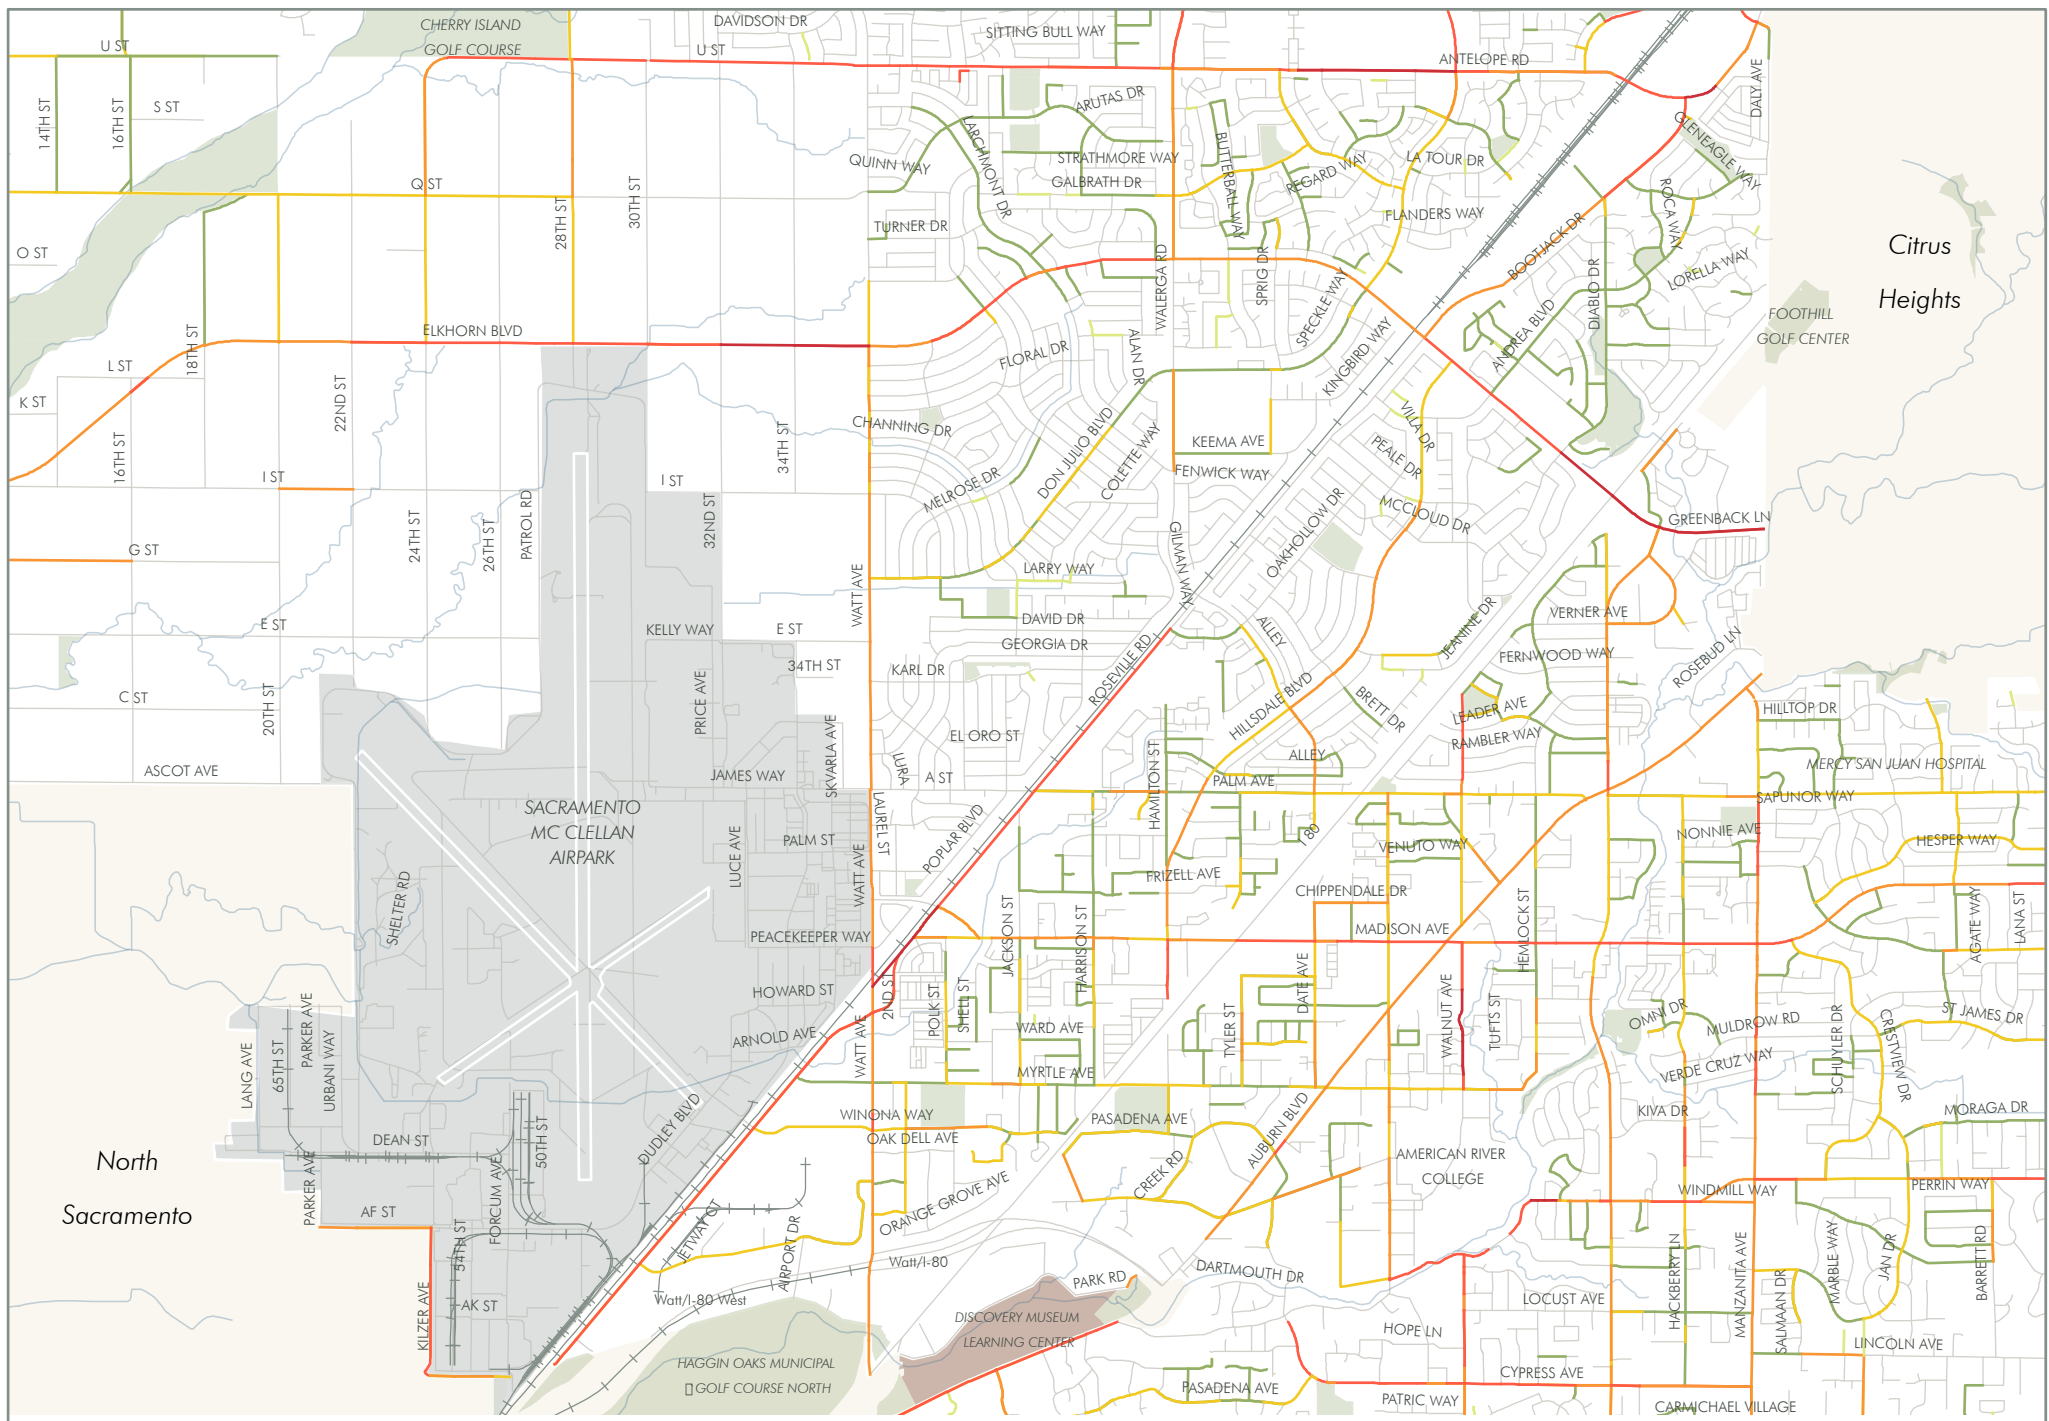 CHERRY ISLAND
GOLF COURSE
DAVIDSON DR
SITTING BULL WAY
U ST
U ST
ANTELOPE RD
14TH ST
16TH ST
S ST
ARUTAS DR
DALY AVE
LARCHMONT DR
QUINN WAY
STRATHMORE WAY
BUTTERBALL WAY
REGARD WAY
LA TOUR DR
GLENEAGLE WAY
Q ST
GALBRATH DR
30TH ST
28TH ST
TURNER DR
FLANDERS WAY
ROCA WAY
O ST
WALERGA RD
SPRIG DR
BOOTJACK DR
LORELLA WAY
Citrus
Heights
18TH ST
ELKHORN BLVD
SPECKLE WAY
KINGBIRD WAY
ANDREA BLVD
DIABLO DR
FOOTHILL
GOLF CENTER
L ST
FLORAL DR
ALAN DR
K ST
22ND ST
16TH ST
34TH ST
CHANNING DR
DON JULIO BLVD
COLETTE WAY
KEEMA AVE
VILLA DR
PEALE DR
I ST
I ST
MELROSE DR
FENWICK WAY
MCCLOUD DR
GREENBACK LN
24TH ST
26TH ST
PATROL RD
32ND ST
OAKHOLLOW DR
G ST
GILMAN WAY
LARRY WAY
WATT AVE
E ST
KELLY WAY
E ST
DAVID DR
GEORGIA DR
ALLEY
JEANINE DR
VERNER AVE
FERNWOOD WAY
34TH ST
KARL DR
ROSEVILLE RD
ROSEBUD LN
C ST
20TH ST
PRICE AVE
HILLSDALE BLVD
BRETT DR
LEADER AVE
HILLTOP DR
EL ORO ST
RAMBLER WAY
ASCOT AVE
JAMES WAY
SKVARLA AVE
LURA
A ST
HAMILTON ST
PALM AVE
ALLEY
MERCY SAN JUAN HOSPITAL
SACRAMENTO
MC CLELLAN
AIRPARK
LAUREL ST
POPLAR BLVD
SAPUNOR WAY
PALM ST
LUCE AVE
I 80
VENUTO WAY
NONNIE AVE
HESPER WAY
SHELTER RD
WATT AVE
FRIZELL AVE
CHIPPENDALE DR
PEACEKEEPER WAY
JACKSON ST
HARRISON ST
MADISON AVE
HEMLOCK ST
AGATE WAY
LANA ST
HOWARD ST
2ND ST
POLK ST
SHELL ST
DATE AVE
PARKER AVE
65TH ST
LANG AVE
URBANI WAY
ARNOLD AVE
WATT AVE
WARD AVE
TYLER ST
WALNUT AVE
TUFTS ST
OMNI DR
MULDROW RD
ST JAMES DR
MYRTLE AVE
VERDE CRUZ WAY
SCHUYLER DR
CRESTVIEW DR
WINONA WAY
PASADENA AVE
KIVA DR
MORAGA DR
North
Sacramento
DEAN ST
50TH ST
DUDLEY BLVD
OAK DELL AVE
AUBURN BLVD
AMERICAN RIVER
COLLEGE
PARKER AVE
AF ST
FORCUM AVE
CREEK RD
ORANGE GROVE AVE
WINDMILL WAY
PERRIN WAY
54TH ST
JETWAY CT
AIRPORT DR
Watt/I-80
Watt/I-80 West
PARK RD
DARTMOUTH DR
HACKBERRY LN
MANZANITA AVE
MARBLE WAY
JAN DR
BARRETT RD
KILZER AVE
AK ST
DISCOVERY MUSEUM
LEARNING CENTER
LOCUST AVE
SALMAAN DR
HOPE LN
LINCOLN AVE
HAGGIN OAKS MUNICIPAL
GOLF COURSE NORTH
PASADENA AVE
CYPRESS AVE
PATRIC WAY
CARMICHAEL VILLAGE